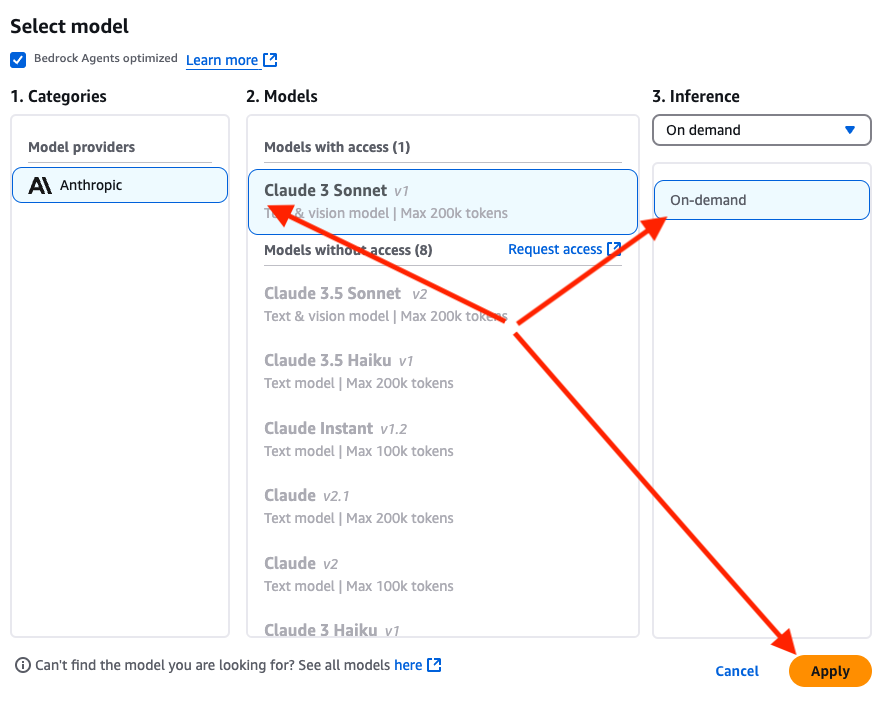 Select model
Bedrock Agents optimized Learn more
1. Categories
Model providers
Anthropic
2. Models
Models with access (1)
Claude 3 Sonnet v1
Text & vision model | Max 200k tokens
Models without access (8) Request access
Claude 3.5 Sonnet v2
Text & vision model | Max 200k tokens
Claude 3.5 Haiku v1
Text model | Max 200k tokens
Claude Instant v1.2
Text model | Max 100k tokens
Claude v2.1
Text model | Max 200k tokens
Claude v2
Text model | Max 100k tokens
Claude 3 Haiku v1
3. Inference
On demand
On-demand
Can't find the model you are looking for? See all models here
Cancel
Apply